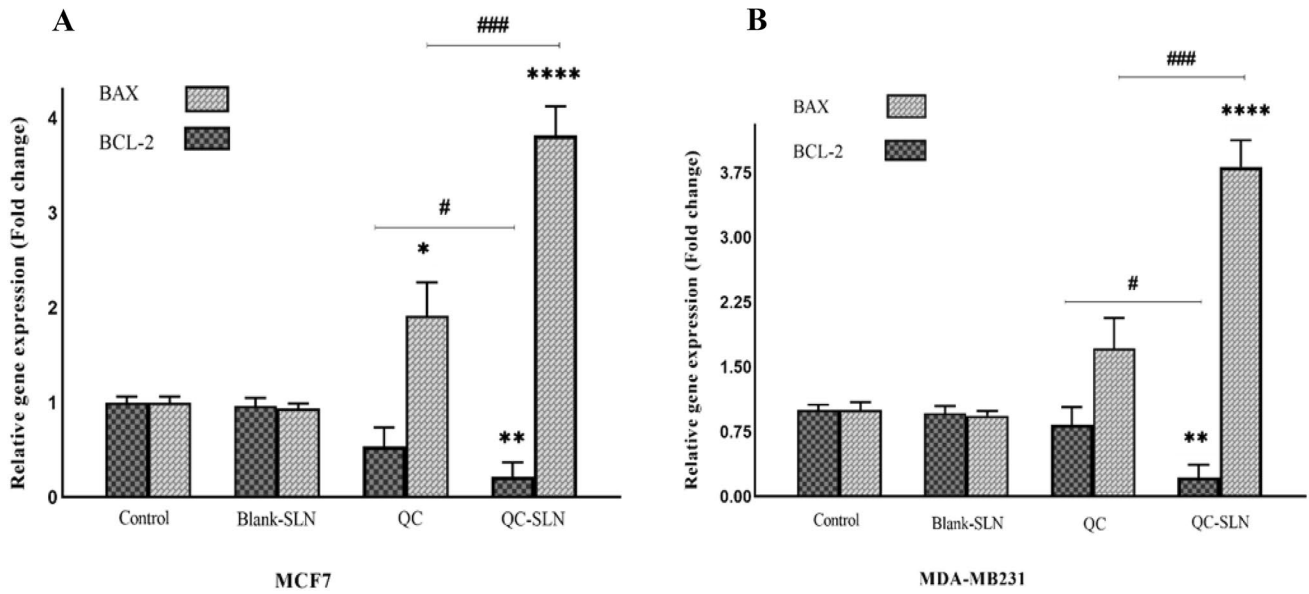 A
###
****
BAX
BCL-2
#
*
**
Relative gene expression (Fold change)
4
3
2
1
0
Control
Blank-SLN
QC
QC-SLN
MCF7
B
###
****
BAX
BCL-2
#
**
Relative gene expression (Fold change)
3.75
3.00
2.25
1.50
0.75
0.00
Control
Blank-SLN
QC
QC-SLN
MDA-MB231